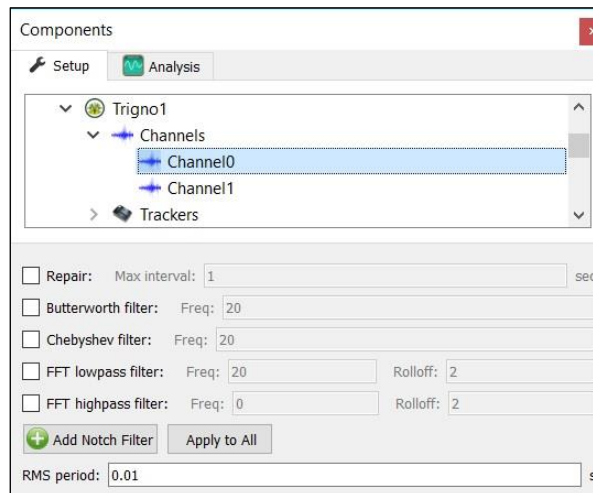 Components
Setup Analysis
Trigno1
Channels
Channel0
Channel1
Trackers
Repair: Max interval: 1
Butterworth filter: Freq: 20
Chebyshev filter: Freq: 20
FFT lowpass filter: Freq: 20 Rolloff: 2
FFT highpass filter: Freq: 0 Rolloff: 2
Add Notch Filter Apply to All
RMS period: 0.01